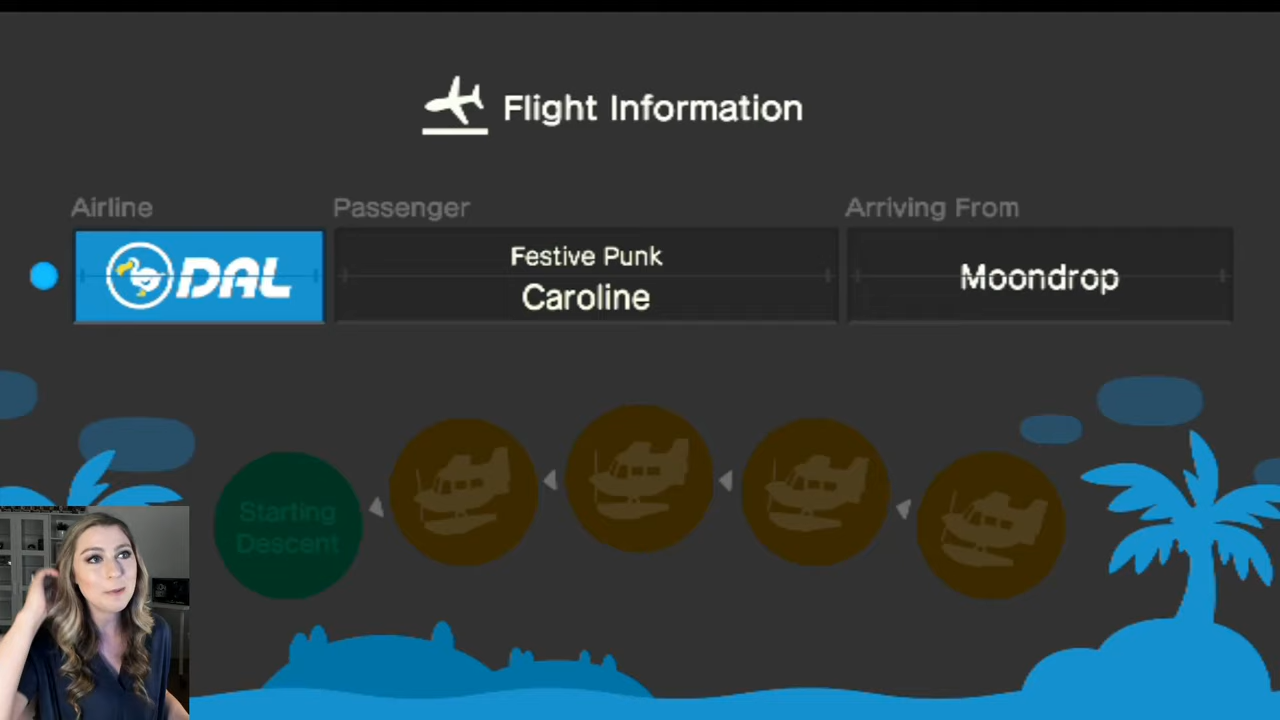 Flight Information
Airline
Passenger
Arriving From
DAL
Festive Punk
Caroline
Moondrop
Starting
Descent